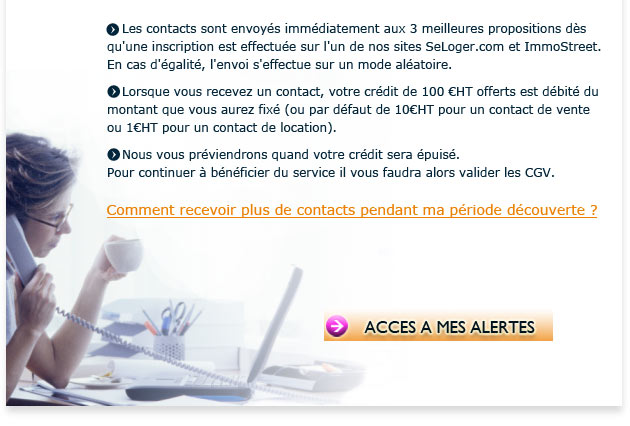 Les contacts sont envoyés immédiatement aux 3 meilleures propositions dès
qu'une inscription est effectuée sur l'un de nos sites SeLoger.com et ImmoStreet.
En cas d'égalité, l'envoi s'effectue sur un mode aléatoire.
Lorsque vous recevez un contact, votre crédit de 100 €HT offerts est débité du
montant que vous aurez fixé (ou par défaut de 10€HT pour un contact de vente
ou 1€HT pour un contact de location).
Nous vous préviendrons quand votre crédit sera épuisé.
Pour continuer à bénéficier du service il vous faudra alors valider les CGV.
Comment recevoir plus de contacts pendant ma période découverte ?
ACCES A MES ALERTES